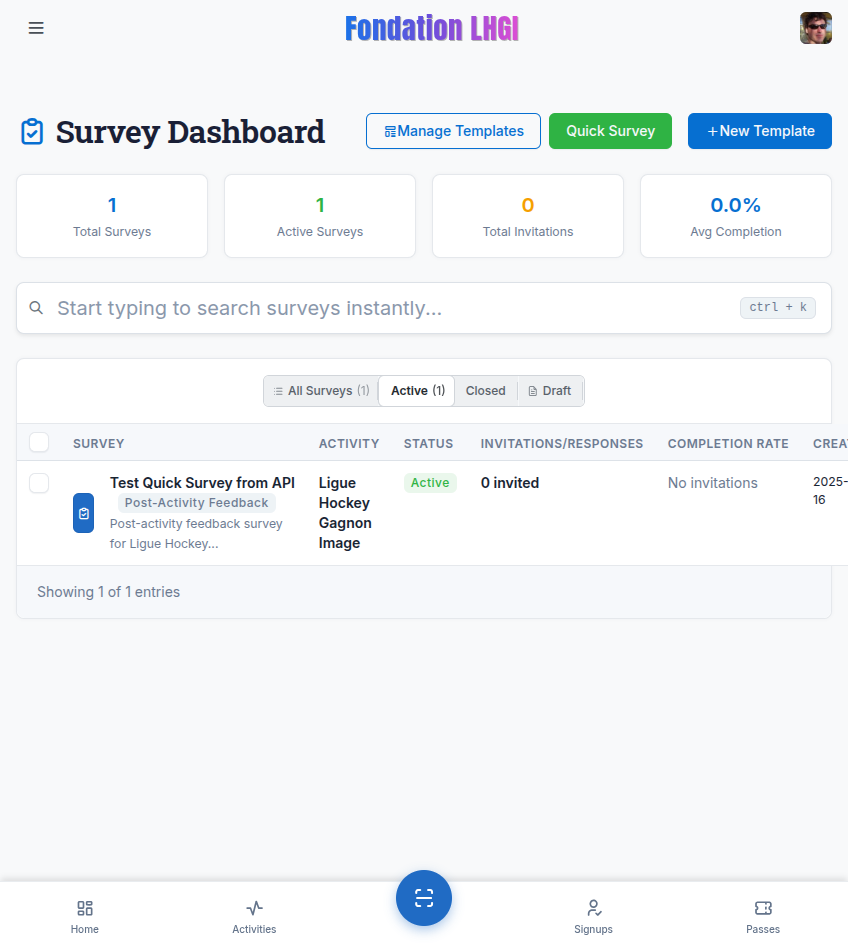 Fondation LHGI
Survey Dashboard
Manage Templates
Quick Survey
+ New Template
1
Total Surveys
1
Active Surveys
0
Total Invitations
0.0%
Avg Completion
Start typing to search surveys instantly...
ctrl + k
All Surveys (1)
Active (1)
Closed
Draft
SURVEY ACTIVITY STATUS INVITATIONS/RESPONSES COMPLETION RATE CREA
Test Quick Survey from API
Post-Activity Feedback
Post-activity feedback survey
for Ligue Hockey...
Ligue
Hockey
Gagnon
Image
Active
0 invited
No invitations
2025-
16
Showing 1 of 1 entries
Home
Activities
Signups
Passes